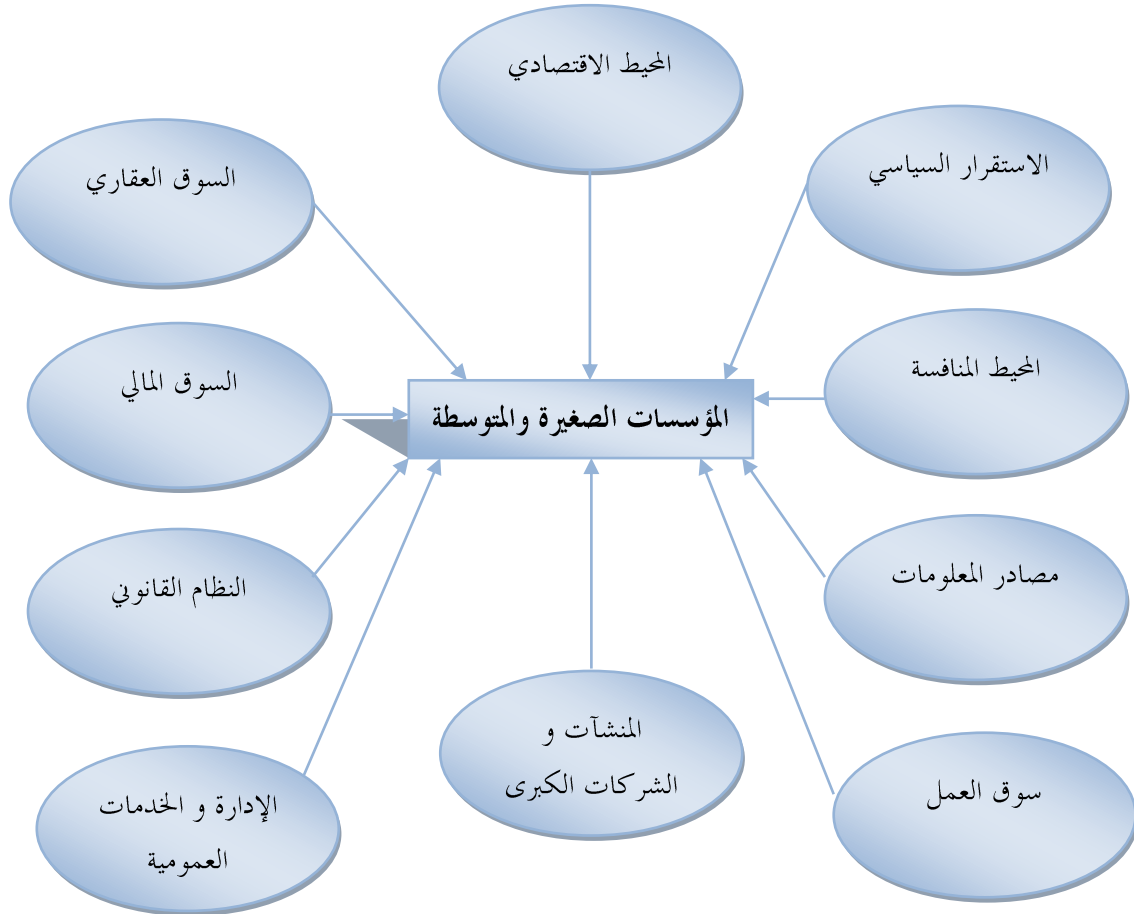 المحيط الاقتصادي
الاستقرار السياسي
السوق العقاري
المحيط المنافسة
السوق المالي
المؤسسات الصغيرة والمتوسطة
مصادر المعلومات
النظام القانوني
المنشآت و
الشركات الكبرى
سوق العمل
الإدارة و الخدمات
العمومية